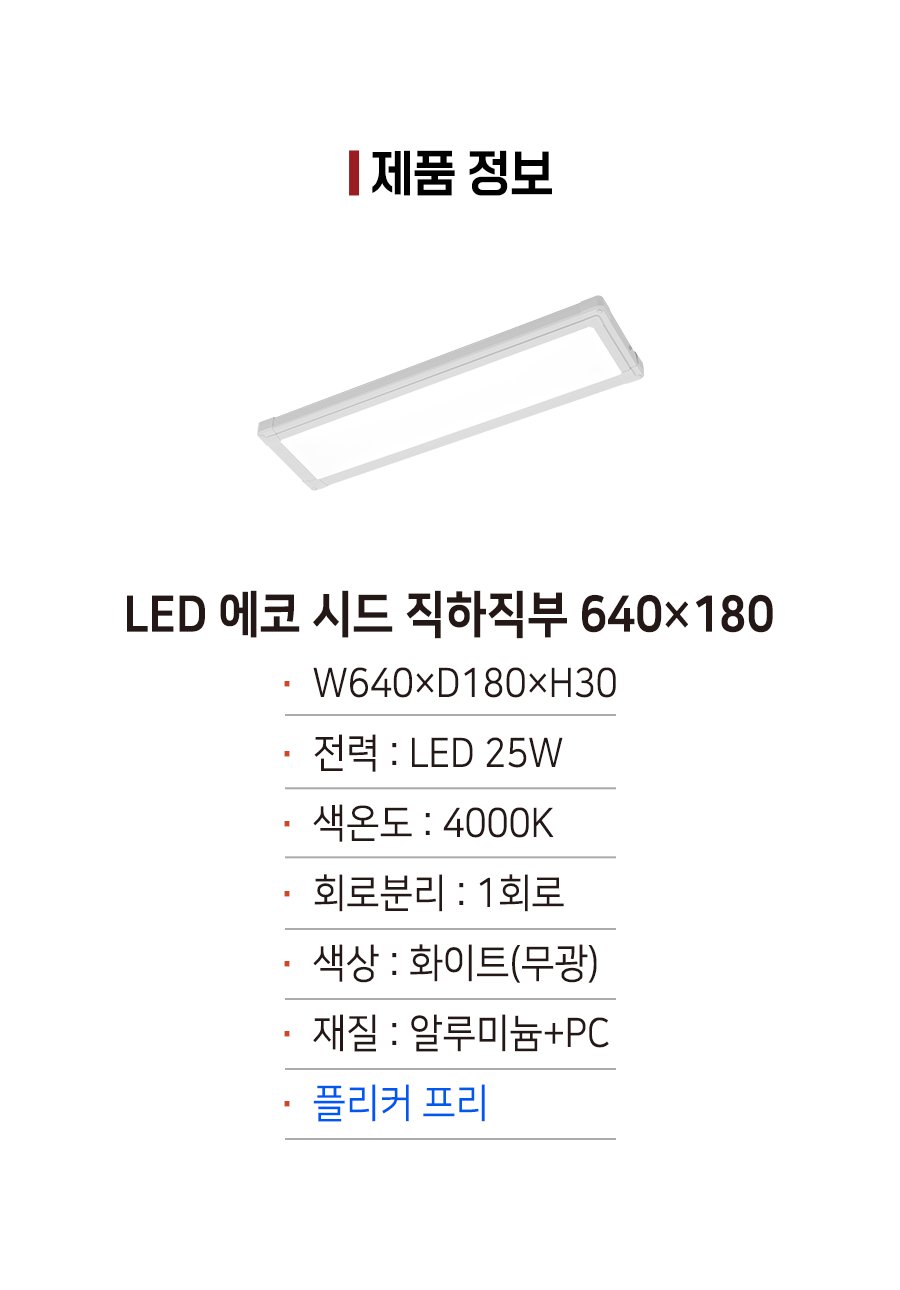 제품 정보
LED 에코 시드 직하직부 640×180
· W640×D180×H30
· 전력 : LED 25W
· 색온도 : 4000K
· 회로분리 : 1회로
· 색상 : 화이트(무광)
· 재질 : 알루미늄+PC
· 플리커 프리